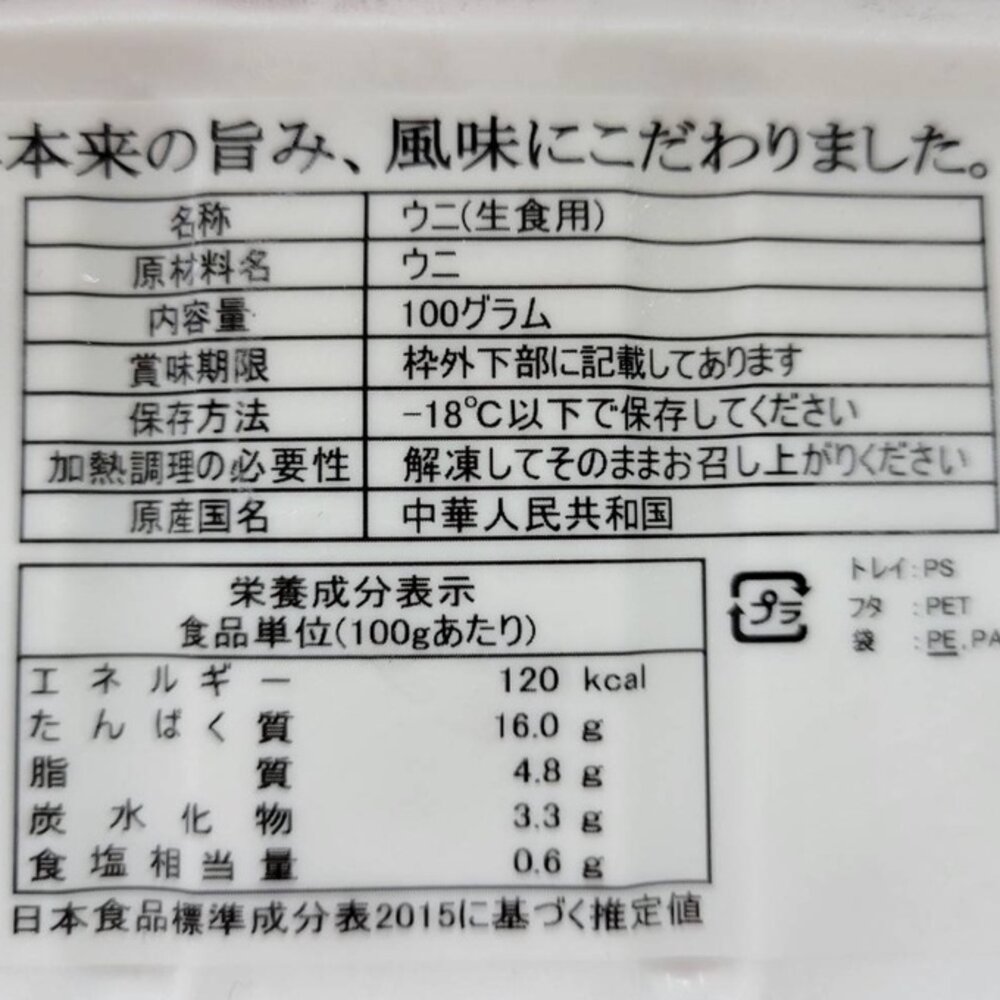 本来の旨み、風味にこだわりました。
名称 ウニ(生食用)
原材料名 ウニ
内容量 100グラム
賞味期限 枠外下部に記載してあります
保存方法 -18℃以下で保存してください
加熱調理の必要性 解凍してそのままお召し上がりください
原産国名 中華人民共和国
栄養成分表示
食品単位(100gあたり)
エネルギー 120 kcal
たんぱく質 16.0 g
脂質 4.8 g
炭水化物 3.3 g
食塩相当量 0.6 g
日本食品標準成分表2015に基づく推定値
プラ
トレイ:PS
フタ:PET
袋:PE,PA